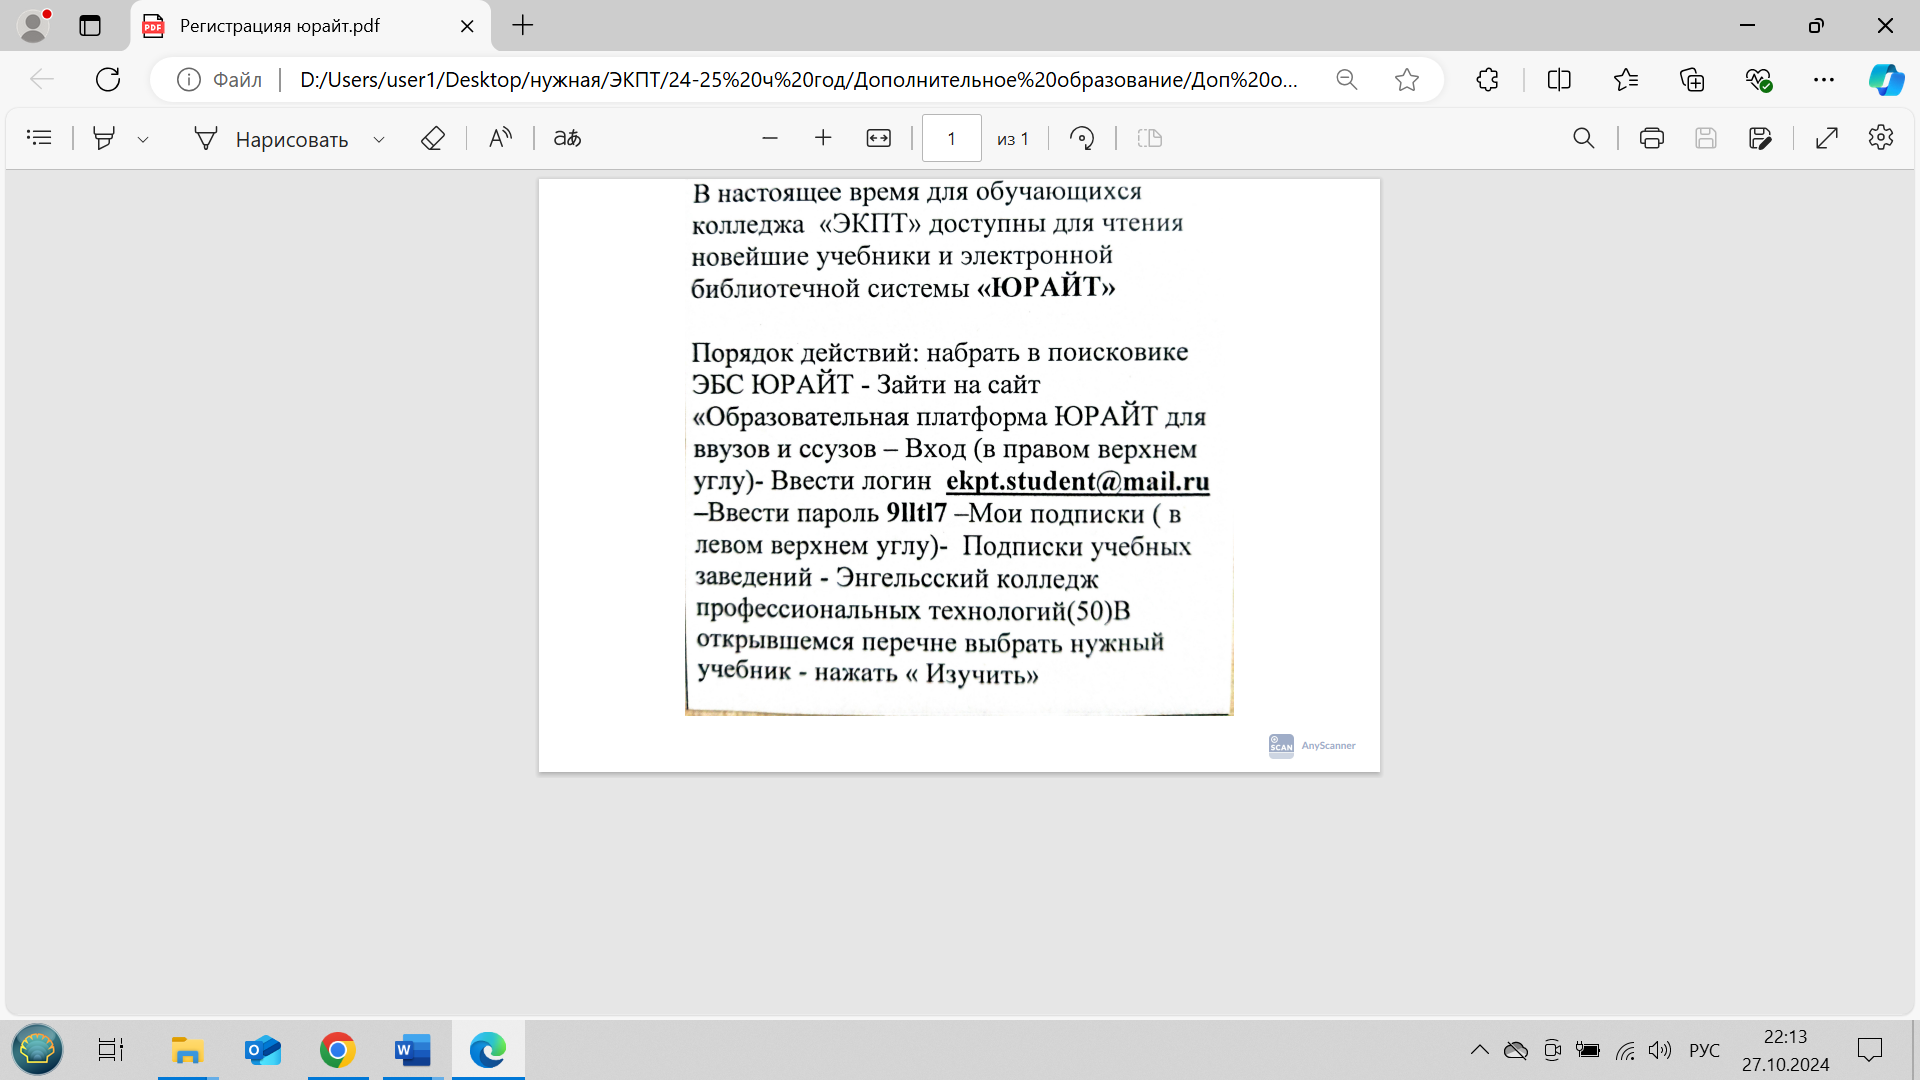 Регистрацияя юрайт.pdf
Файл
D:/Users/user1/Desktop/нужная/ЭКПТ/24-25%20ч%20год/Дополнительное%20образование/Доп%20о...
Нарисовать
1
из 1
В настоящее время для обучающихся
колледжа «ЭКПТ» доступны для чтения
новейшие учебники и электронной
библиотечной системы «ЮРАЙТ»
Порядок действий: набрать в поисковике
ЭБС ЮРАЙТ - Зайти на сайт
«Образовательная платформа ЮРАЙТ для
ввузов и ссузов – Вход (в правом верхнем
углу)- Ввести логин ekpt.student@mail.ru
–Ввести пароль 9lltl7 –Мои подписки ( в
левом верхнем углу)- Подписки учебных
заведений - Энгельсский колледж
профессиональных технологий(50)В
открывшемся перечне выбрать нужный
учебник - нажать « Изучить»
SCAN AnyScanner
РУС
22:13
27.10.2024